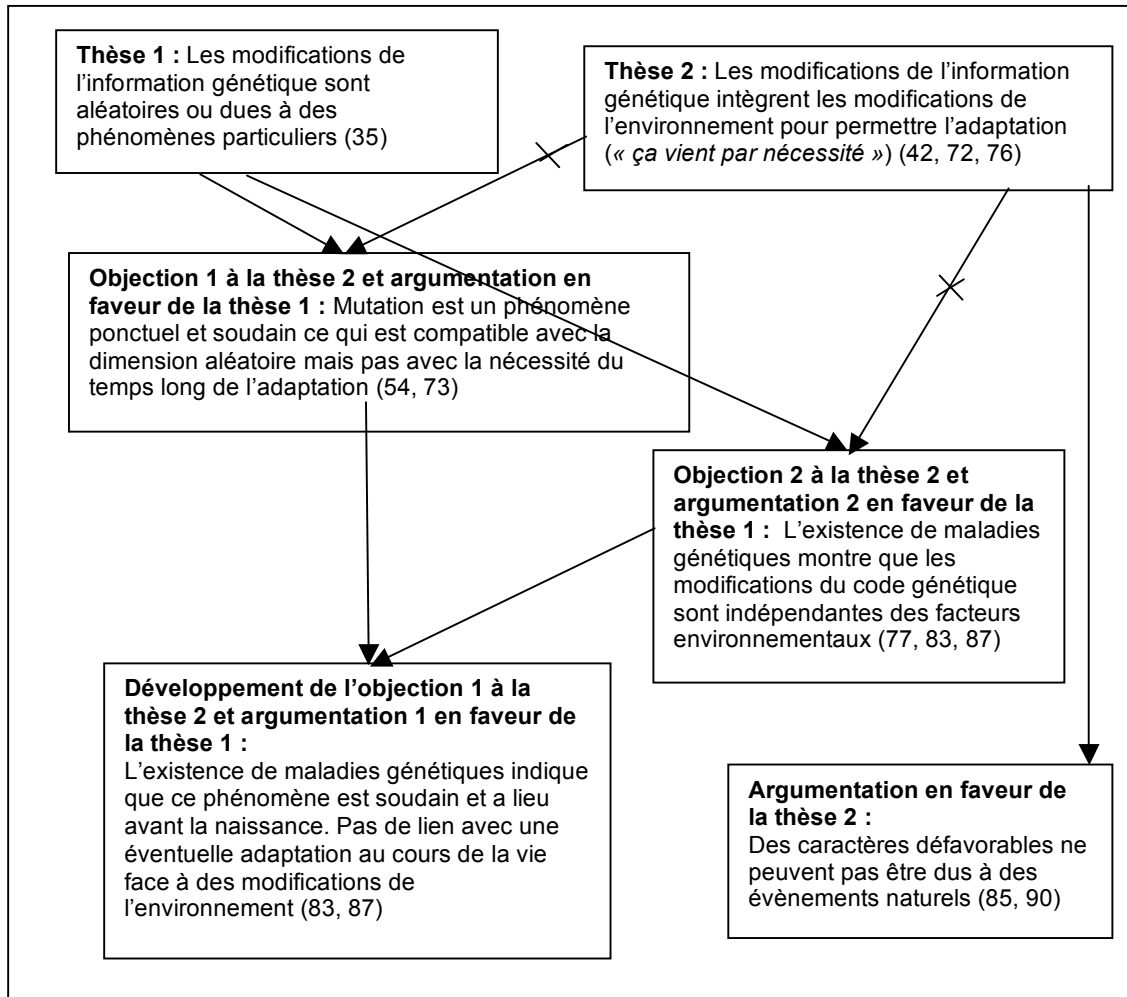 Thèse 1 : Les modifications de
l’information génétique sont
aléatoires ou dues à des
phénomènes particuliers (35)
Thèse 2 : Les modifications de l’information
génétique intègrent les modifications de
l’environnement pour permettre l’adaptation
(« ça vient par nécessité ») (42, 72, 76)
Objection 1 à la thèse 2 et argumentation en
faveur de la thèse 1 : Mutation est un phénomène
ponctuel et soudain ce qui est compatible avec la
dimension aléatoire mais pas avec la nécessité du
temps long de l’adaptation (54, 73)
Objection 2 à la thèse 2 et
argumentation 2 en faveur de la
thèse 1 : L’existence de maladies
génétiques montre que les
modifications du code génétique
sont indépendantes des facteurs
environnementaux (77, 83, 87)
Développement de l’objection 1 à la
thèse 2 et argumentation 1 en faveur de
la thèse 1 :
L’existence de maladies génétiques indique
que ce phénomène est soudain et a lieu
avant la naissance. Pas de lien avec une
éventuelle adaptation au cours de la vie
face à des modifications de
l’environnement (83, 87)
Argumentation en faveur de
la thèse 2 :
Des caractères défavorables ne
peuvent pas être dus à des
évènements naturels (85, 90)